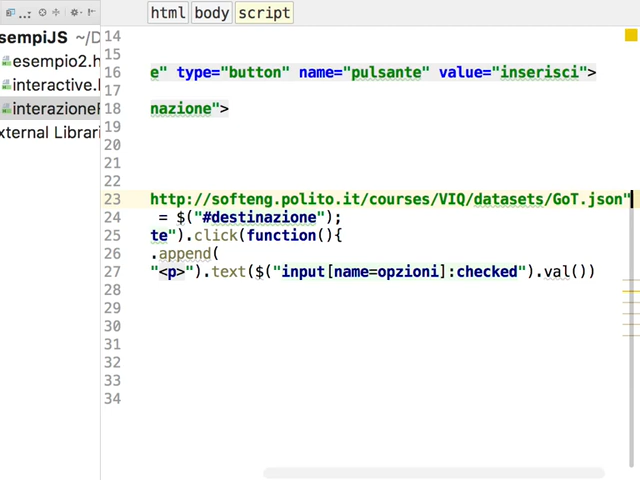 html body script
sempiJS ~/D
esempio2.h
interactive.
interazione
xternal Librari
14
15
16 e" type="button" name="pulsante" value="inserisci">
17
18 nazione">
19
20
21
22
23 http://softeng.polito.it/courses/VIQ/datasets/GoT.json"
24 = $("#destinazione");
25 te").click(function(){
26 .append(
27 "<p>").text($("input[name=opzioni]:checked").val())
28
29
30
31
32
33
34